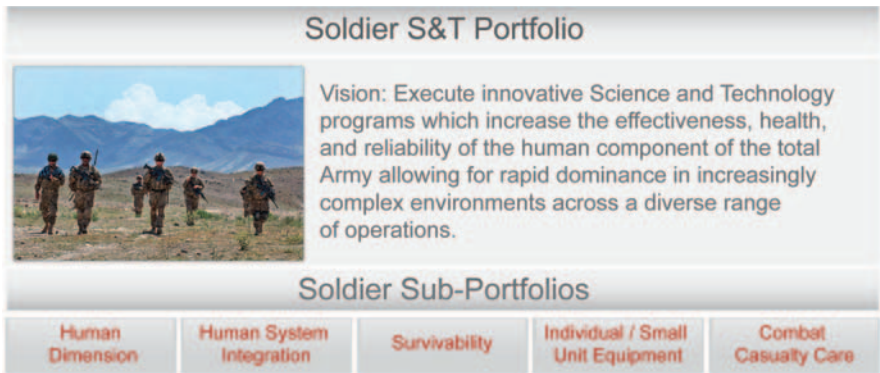 Soldier S&T Portfolio
Vision: Execute innovative Science and Technology
programs which increase the effectiveness, health,
and reliability of the human component of the total
Army allowing for rapid dominance in increasingly
complex environments across a diverse range
of operations.
Soldier Sub-Portfolios
Human
Dimension
Human System
Integration
Survivability
Individual / Small
Unit Equipment
Combat
Casualty Care